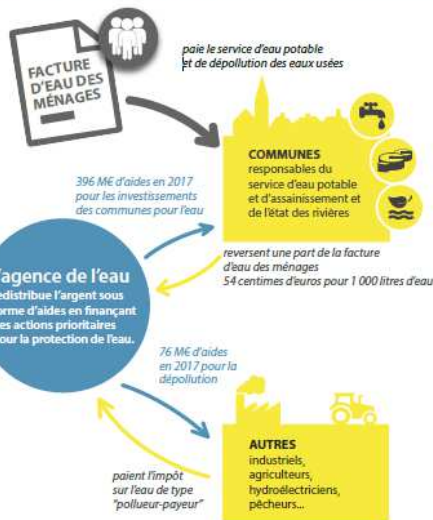 FACTURE
D'EAU DES
MÉNAGES
paie le service d'eau potable
et de dépollution des eaux usées
COMMUNES
responsables du
service d'eau potable
et d'assainissement et
de l'état des rivières
396 M€ d'aides en 2017
pour les investissements
des communes pour l'eau
reversent une part de la facture
d'eau des ménages
54 centimes d'euros pour 1 000 litres d'eau
'agence de l'eau
edistribue l'argent sous
orme d'aides en finançant
es actions prioritaires
our la protection de l'eau.
76 M€ d'aides
en 2017 pour la
dépollution
AUTRES
industriels,
agriculteurs,
hydroélectriciens,
pêcheurs...
paient l'impôt
sur l'eau de type
"pollueur-payeur"